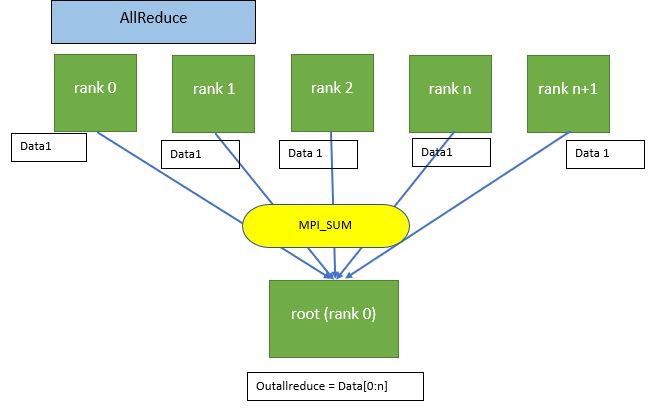 AllReduce
rank 0
rank 1
rank 2
rank n
rank n+1
Data1
Data1
Data 1
Data1
Data 1
MPI_SUM
root (rank 0)
Outallreduce = Data[0:n]